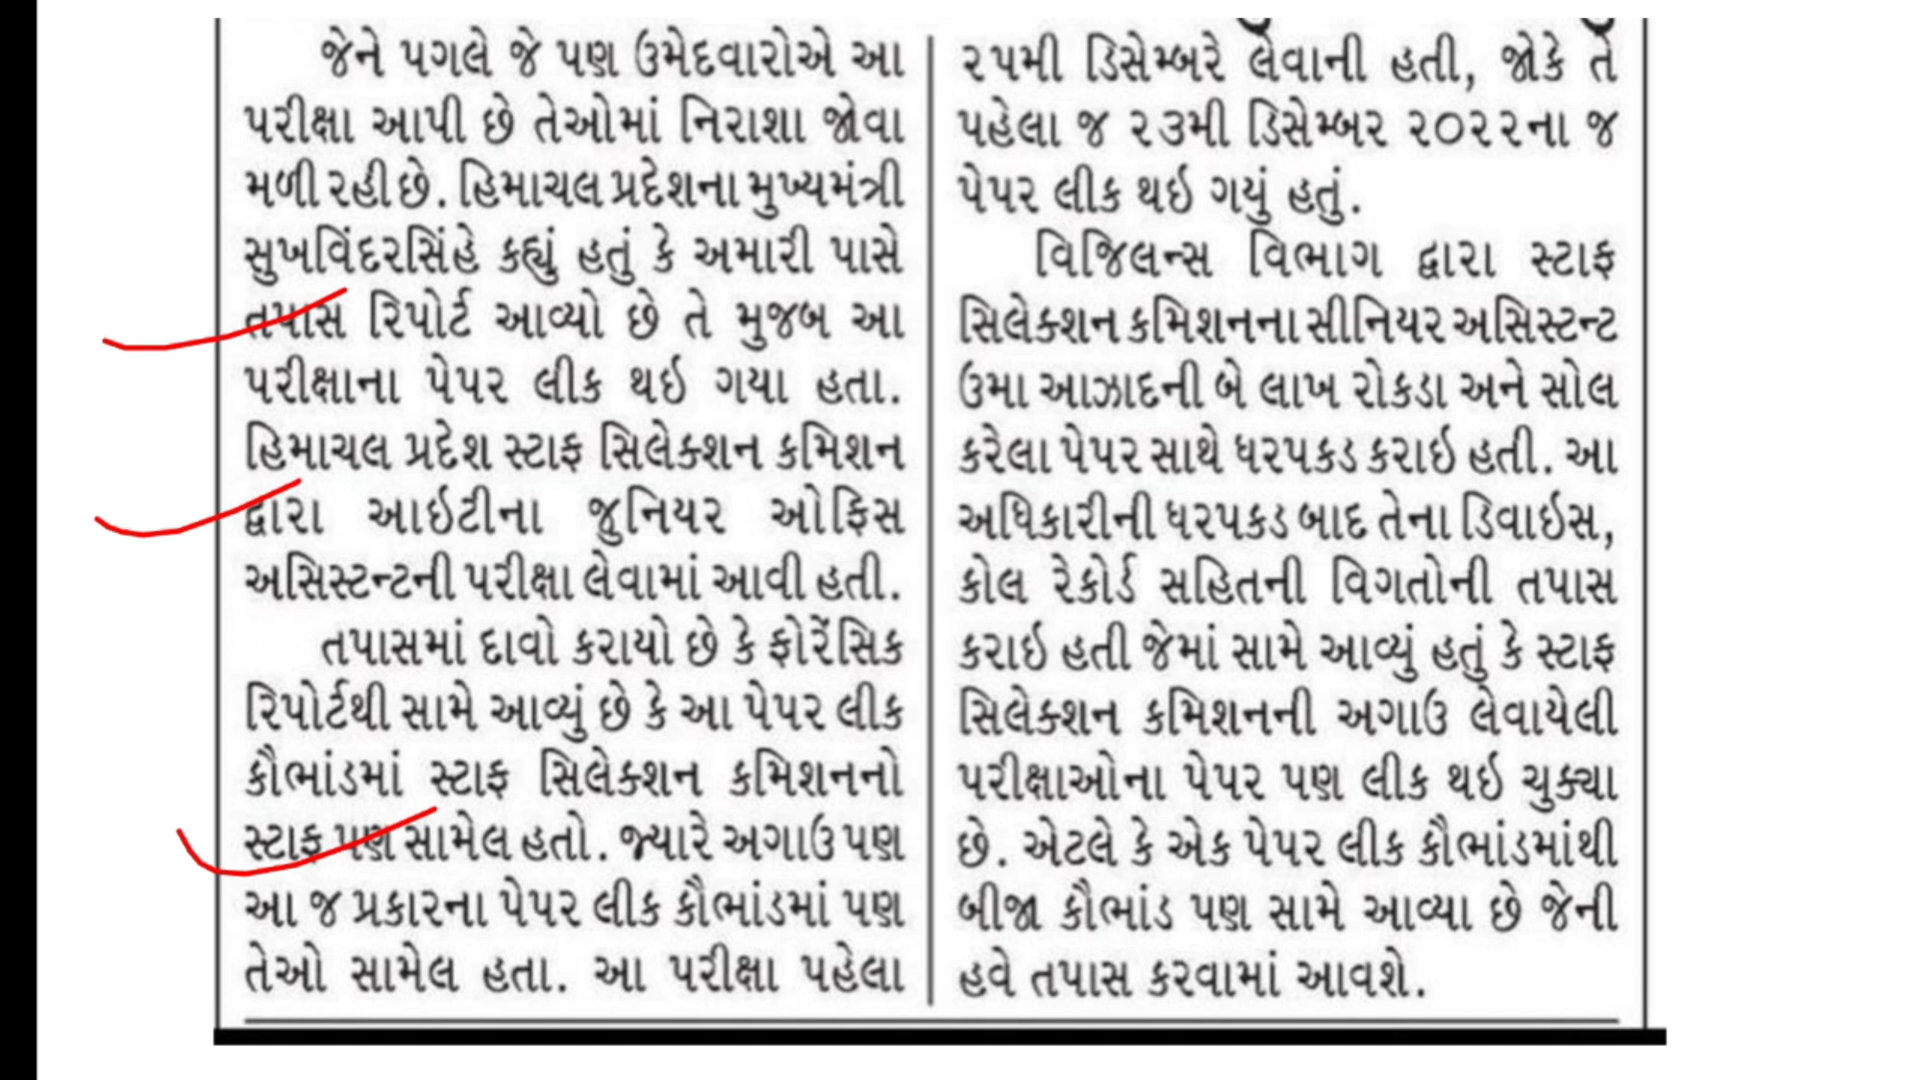 જેને પગલે જે પણ ઉમેદવારોએ આ
પરીક્ષા આપી છે તેઓમાં નિરાશા જોવા
મળી રહી છે. હિમાચલ પ્રદેશના મુખ્યમંત્રી
સુખવિંદરસિંહે કહ્યું હતું કે અમારી પાસે
તપાસ રિપોર્ટ આવ્યો છે તે મુજબ આ
પરીક્ષાના પેપર લીક થઇ ગયા હતા.
હિમાચલ પ્રદેશ સ્ટાફ સિલેક્શન કમિશન
દ્વારા આઇટીના જુનિયર ઓફિસ
અસિસ્ટન્ટની પરીક્ષા લેવામાં આવી હતી.
તપાસમાં દાવો કરાયો છે કે ફોરેંસિક
રિપોર્ટથી સામે આવ્યું છે કે આ પેપર લીક
કૌભાંડમાં સ્ટાફ સિલેક્શન કમિશનનો
સ્ટાફ પણ સામેલ હતો. જ્યારે અગાઉ પણ
આ જ પ્રકારના પેપર લીક કૌભાંડમાં પણ
તેઓ સામેલ હતા. આ પરીક્ષા પહેલા
૨૫મી ડિસેમ્બરે લેવાની હતી, જોકે તે
પહેલા જ ૨૩મી ડિસેમ્બર ૨૦૨૨ના જ
પેપર લીક થઇ ગયું હતું.
વિજિલન્સ વિભાગ દ્વારા સ્ટાફ
સિલેક્શન કમિશનના સીનિયર અસિસ્ટન્ટ
ઉમા આઝાદની બે લાખ રોકડા અને સોલ
કરેલા પેપર સાથે ધરપકડ કરાઇ હતી. આ
અધિકારીની ધરપકડ બાદ તેના ડિવાઇસ,
કોલ રેકોર્ડ સહિતની વિગતોની તપાસ
કરાઇ હતી જેમાં સામે આવ્યું હતું કે સ્ટાફ
સિલેક્શન કમિશનની અગાઉ લેવાયેલી
પરીક્ષાઓના પેપર પણ લીક થઇ ચુક્યા
છે. એટલે કે એક પેપર લીક કૌભાંડમાંથી
બીજા કૌભાંડ પણ સામે આવ્યા છે જેની
હવે તપાસ કરવામાં આવશે.